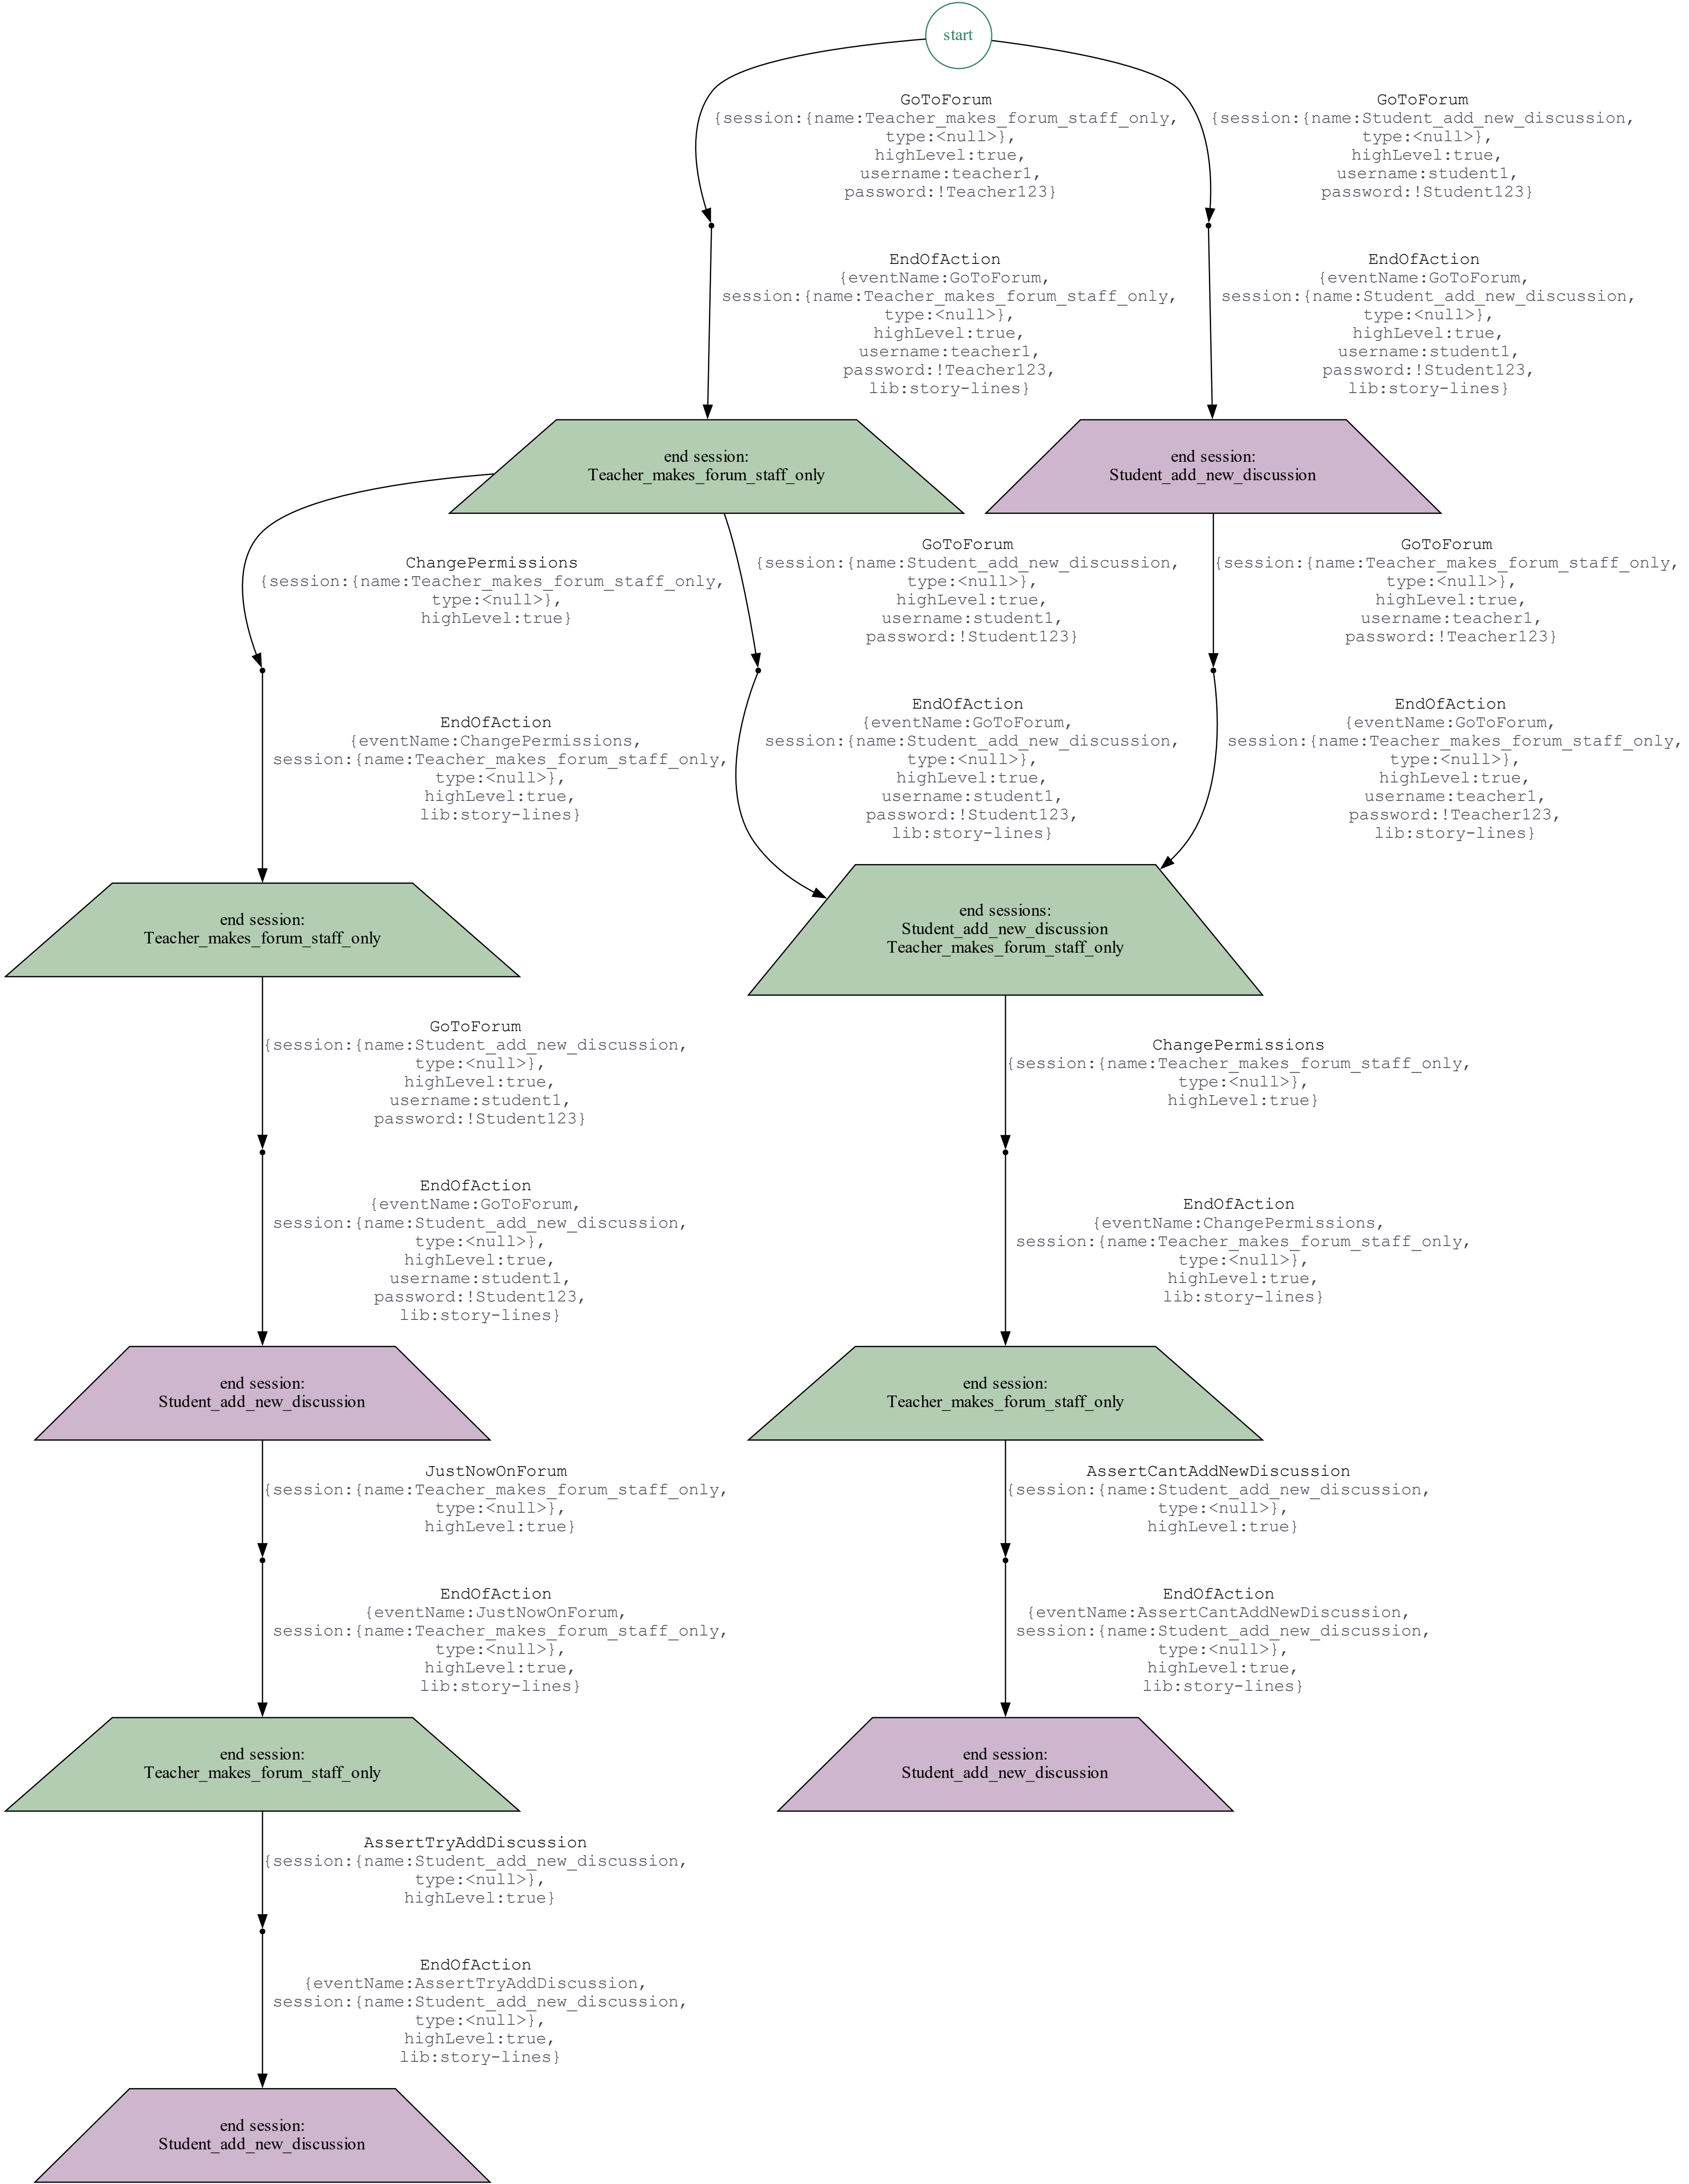 start
GoToForum
{session:{name:Teacher_makes_forum_staff_only,
type:<null>},
highLevel:true,
username:teacher1,
password:!Teacher123}
GoToForum
{session:{name:Student_add_new_discussion,
type:<null>},
highLevel:true,
username:student1,
password:!Student123}
EndOfAction
{eventName:GoToForum,
session:{name:Teacher_makes_forum_staff_only,
type:<null>},
highLevel:true,
username:teacher1,
password:!Teacher123,
lib:story-lines}
EndOfAction
{eventName:GoToForum,
session:{name:Student_add_new_discussion,
type:<null>},
highLevel:true,
username:student1,
password:!Student123,
lib:story-lines}
end session:
Teacher_makes_forum_staff_only
end session:
Student_add_new_discussion
ChangePermissions
{session:{name:Teacher_makes_forum_staff_only,
type:<null>},
highLevel:true}
GoToForum
{session:{name:Student_add_new_discussion,
type:<null>},
highLevel:true,
username:student1,
password:!Student123}
GoToForum
{session:{name:Teacher_makes_forum_staff_only,
type:<null>},
highLevel:true,
username:teacher1,
password:!Teacher123}
EndOfAction
{eventName:ChangePermissions,
session:{name:Teacher_makes_forum_staff_only,
type:<null>},
highLevel:true,
lib:story-lines}
EndOfAction
{eventName:GoToForum,
session:{name:Student_add_new_discussion,
type:<null>},
highLevel:true,
username:student1,
password:!Student123,
lib:story-lines}
EndOfAction
{eventName:GoToForum,
session:{name:Teacher_makes_forum_staff_only,
type:<null>},
highLevel:true,
username:teacher1,
password:!Teacher123,
lib:story-lines}
end session:
Teacher_makes_forum_staff_only
end sessions:
Student_add_new_discussion
Teacher_makes_forum_staff_only
GoToForum
{session:{name:Student_add_new_discussion,
type:<null>},
highLevel:true,
username:student1,
password:!Student123}
ChangePermissions
{session:{name:Teacher_makes_forum_staff_only,
type:<null>},
highLevel:true}
EndOfAction
{eventName:GoToForum,
session:{name:Student_add_new_discussion,
type:<null>},
highLevel:true,
username:student1,
password:!Student123,
lib:story-lines}
EndOfAction
{eventName:ChangePermissions,
session:{name:Teacher_makes_forum_staff_only,
type:<null>},
highLevel:true,
lib:story-lines}
end session:
Student_add_new_discussion
end session:
Teacher_makes_forum_staff_only
JustNowOnForum
{session:{name:Teacher_makes_forum_staff_only,
type:<null>},
highLevel:true}
AssertCantAddNewDiscussion
{session:{name:Student_add_new_discussion,
type:<null>},
highLevel:true}
EndOfAction
{eventName:JustNowOnForum,
session:{name:Teacher_makes_forum_staff_only,
type:<null>},
highLevel:true,
lib:story-lines}
EndOfAction
{eventName:AssertCantAddNewDiscussion,
session:{name:Student_add_new_discussion,
type:<null>},
highLevel:true,
lib:story-lines}
end session:
Teacher_makes_forum_staff_only
end session:
Student_add_new_discussion
AssertTryAddDiscussion
{session:{name:Student_add_new_discussion,
type:<null>},
highLevel:true}
EndOfAction
{eventName:AssertTryAddDiscussion,
session:{name:Student_add_new_discussion,
type:<null>},
highLevel:true,
lib:story-lines}
end session:
Student_add_new_discussion